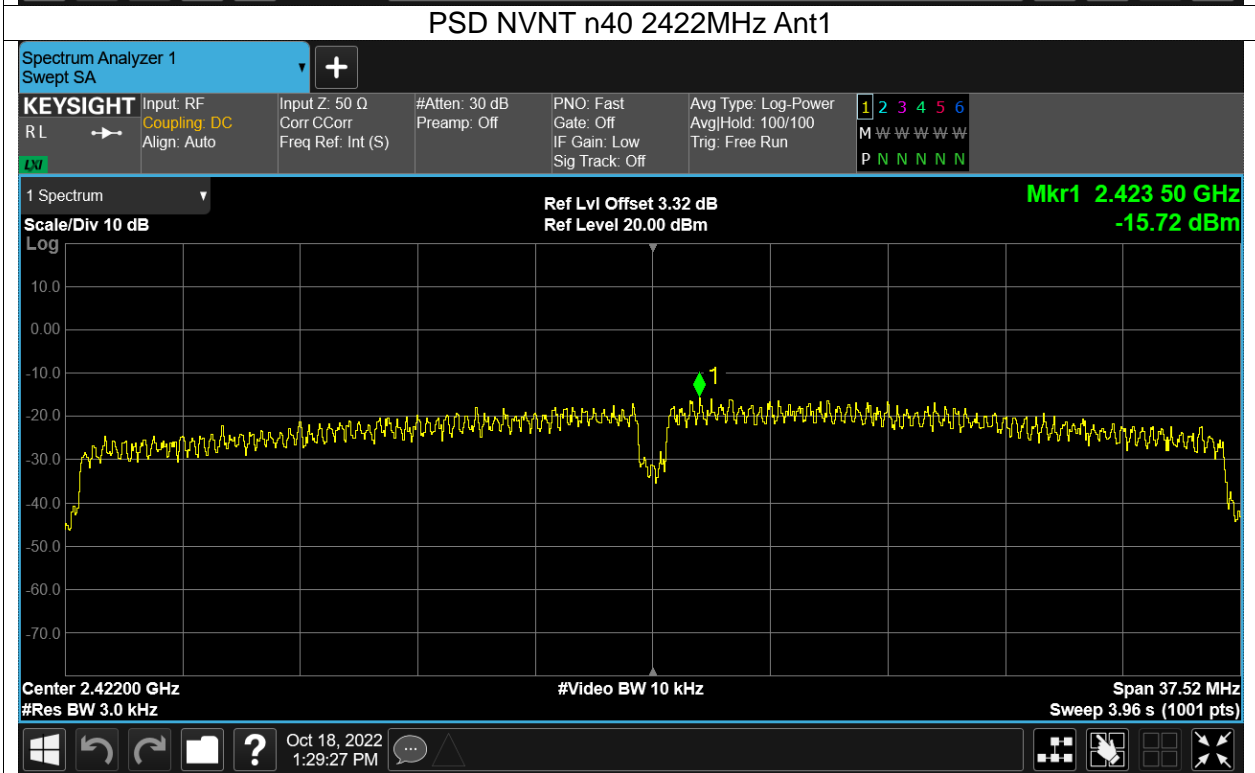 PSD NVNT n40 2422MHz Ant1
Spectrum Analyzer 1
Swept SA
+
KEYSIGHT
RL
LXI
Input: RF
Coupling: DC
Align: Auto
Input Z: 50 Ω
Corr CCorr
Freq Ref: Int (S)
#Atten: 30 dB
Preamp: Off
PNO: Fast
Gate: Off
IF Gain: Low
Sig Track: Off
Avg Type: Log-Power
Avg|Hold: 100/100
Trig: Free Run
1 2 3 4 5 6
M W W W W W
P N N N N N
1 Spectrum
Scale/Div 10 dB
Log
Ref Lvl Offset 3.32 dB
Ref Level 20.00 dBm
Mkr1 2.423 50 GHz
-15.72 dBm
10.0
0.00
-10.0
-20.0
-30.0
-40.0
-50.0
-60.0
-70.0
1
Center 2.42200 GHz
#Res BW 3.0 kHz
#Video BW 10 kHz
Span 37.52 MHz
Sweep 3.96 s (1001 pts)
?
Oct 18, 2022
1:29:27 PM